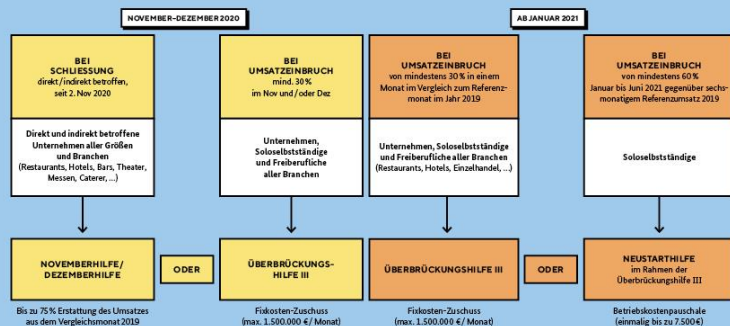 NOVEMBER–DEZEMBER 2020
AB JANUAR 2021
BEI
SCHLIESSUNG
direkt/indirekt betroffen,
seit 2. Nov 2020
Direkt und indirekt betroffene
Unternehmen aller Größen
und Branchen
(Restaurants, Hotels, Bars, Theater,
Messen, Caterer, ...)
BEI
UMSATZEINBRUCH
mind. 30%
im Nov und/oder Dez
Unternehmen,
Soloselbstständige
und Freiberufliche
aller Branchen
BEI
UMSATZEINBRUCH
von mindestens 30% in einem
Monat im Vergleich zum Referenz-
monat im Jahr 2019
Unternehmen, Soloselbstständige
und Freiberufliche aller Branchen
(Restaurants, Hotels, Einzelhandel, ...)
BEI
UMSATZEINBRUCH
von mindestens 60%
Januar bis Juni 2021 gegenüber sechs-
monatigem Referenzumsatz 2019
Soloselbstständige
NOVEMBERHILFE/
DEZEMBERHILFE
ODER
ÜBERBRÜCKUNGS-
HILFE III
ÜBERBRÜCKUNGSHILFE III
ODER
NEUSTARTHILFE
im Rahmen der
Überbrückungshilfe III
Bis zu 75% Erstattung des Umsatzes
aus dem Vergleichsmonat 2019
Fixkosten-Zuschuss
(max. 1.500.000 €/ Monat)
Fixkosten-Zuschuss
(max. 1.500.000 €/ Monat)
Betriebskostenpauschale
(einmalig bis zu 7.500€)